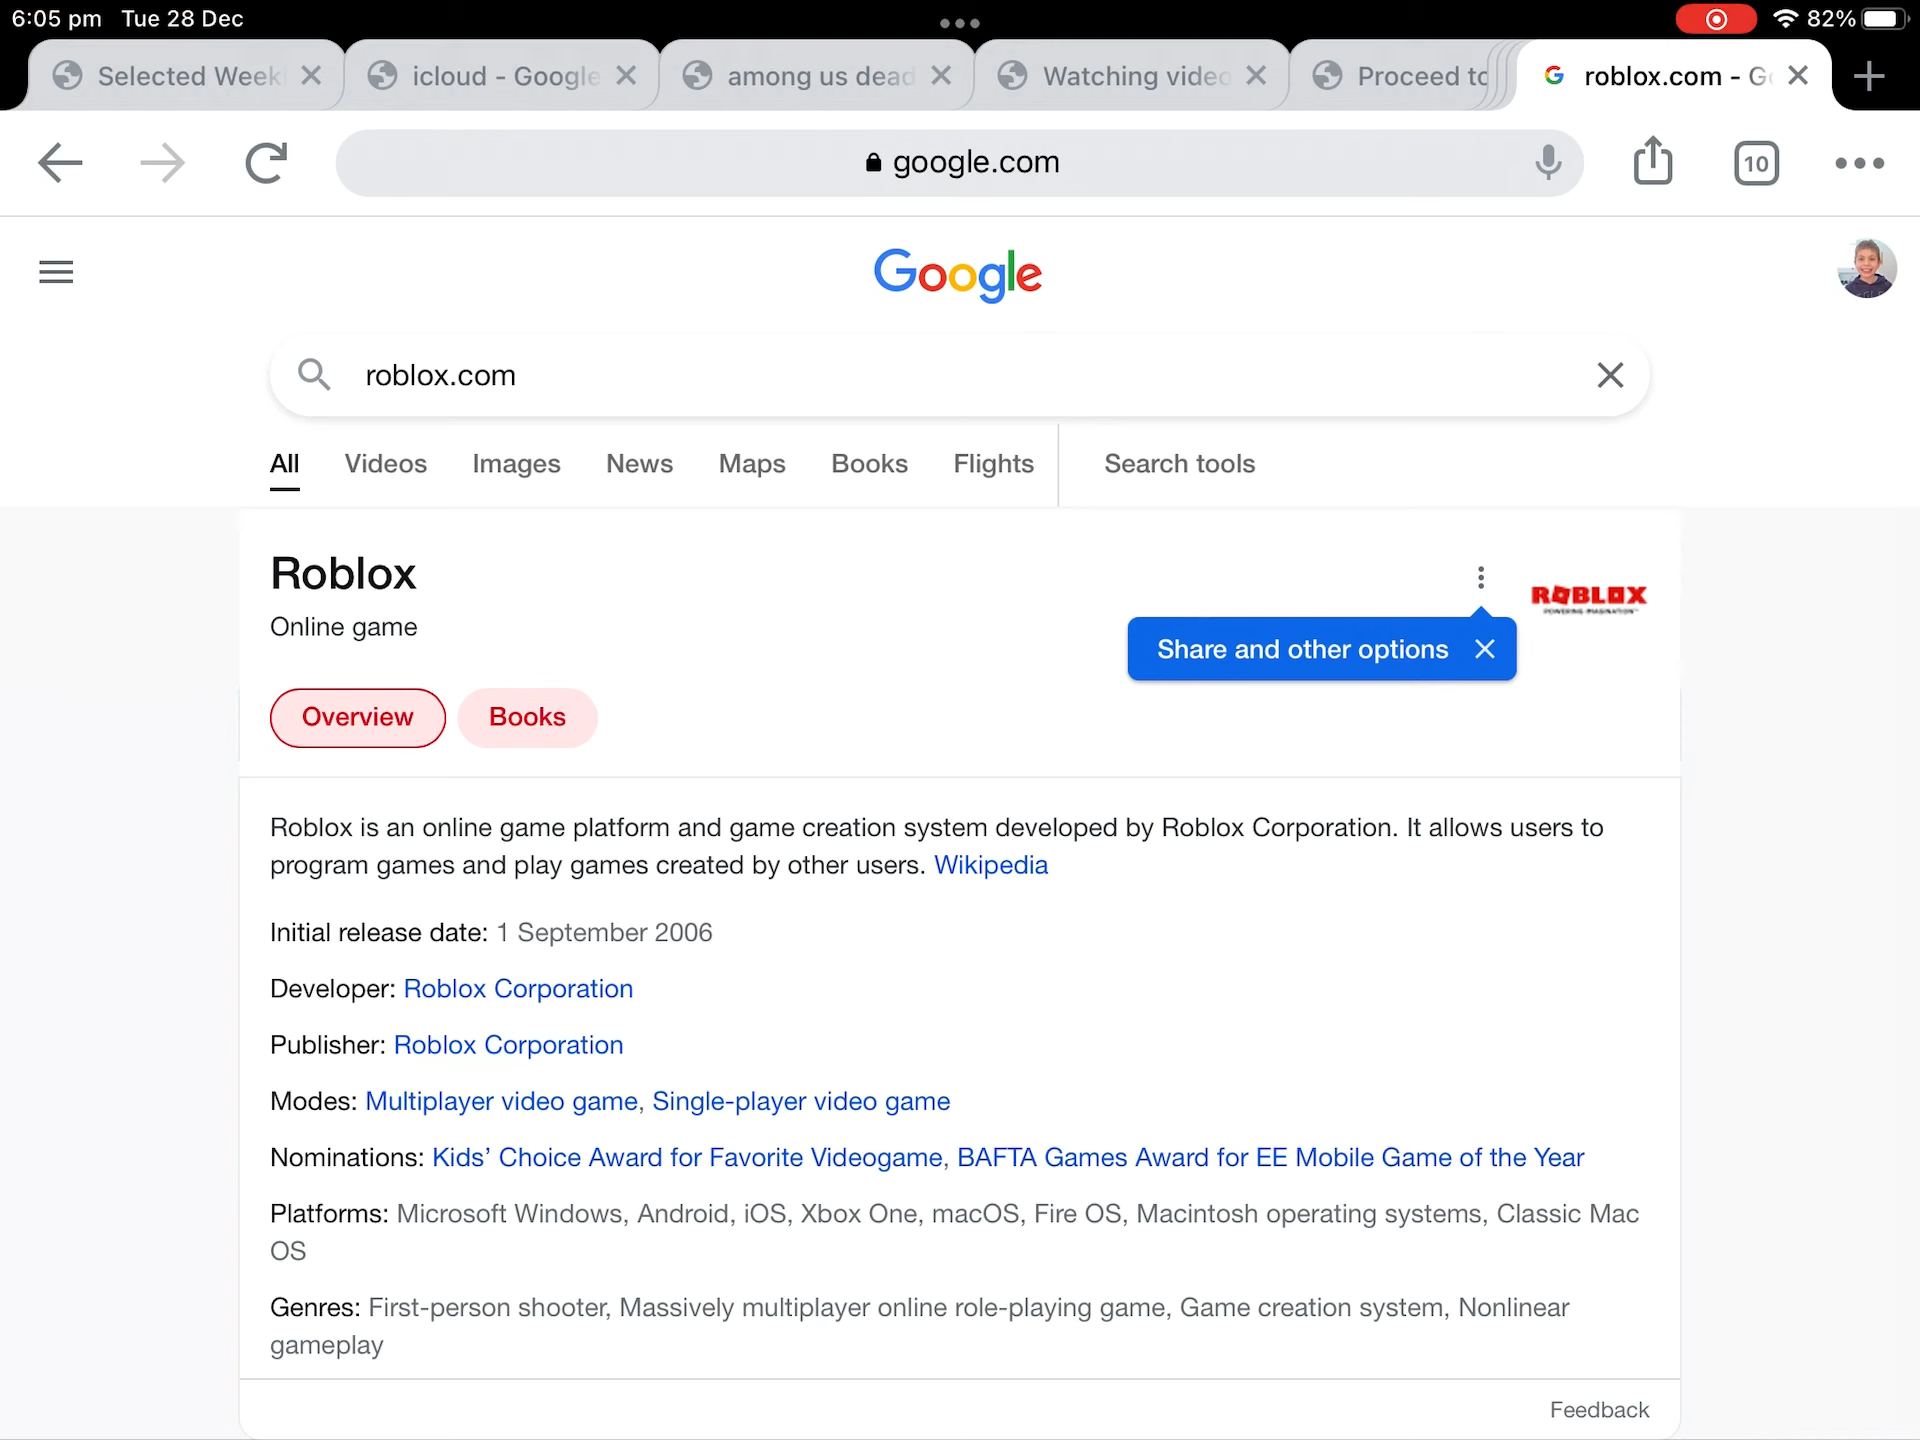 6:05 pm Tue 28 Dec
82%
Selected Week
icloud - Google
among us dead
Watching video
Proceed to
roblox.com - Go
google.com
10
Google
roblox.com
All Videos Images News Maps Books Flights Search tools
Roblox
Online game
ROBLOX
POWERING IMAGINATION™
Share and other options
Overview Books
Roblox is an online game platform and game creation system developed by Roblox Corporation. It allows users to
program games and play games created by other users. Wikipedia
Initial release date: 1 September 2006
Developer: Roblox Corporation
Publisher: Roblox Corporation
Modes: Multiplayer video game, Single-player video game
Nominations: Kids’ Choice Award for Favorite Videogame, BAFTA Games Award for EE Mobile Game of the Year
Platforms: Microsoft Windows, Android, iOS, Xbox One, macOS, Fire OS, Macintosh operating systems, Classic Mac
OS
Genres: First-person shooter, Massively multiplayer online role-playing game, Game creation system, Nonlinear
gameplay
Feedback